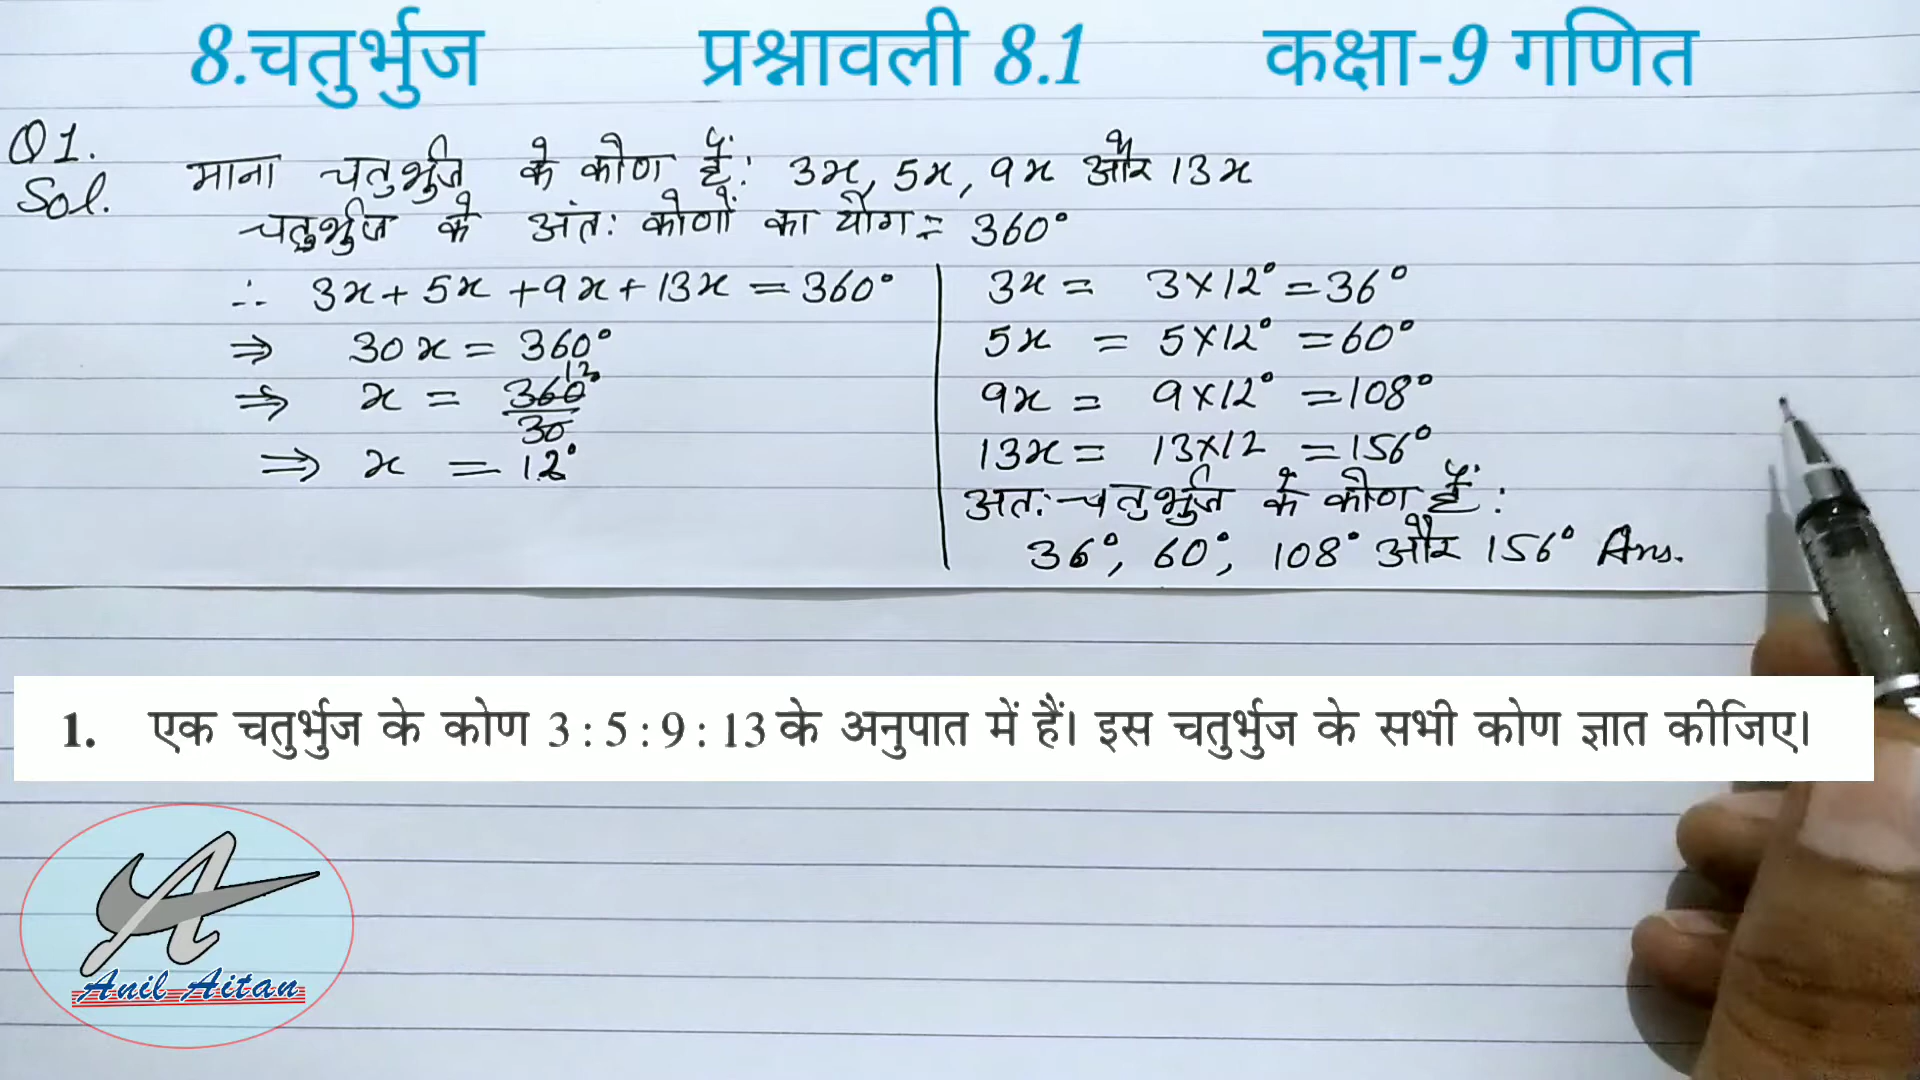 8.चतुर्भुज प्रश्नावली 8.1 कक्षा-9 गणित
Q1.
Sol. माना चतुर्भुज के कोण हैं: 3x, 5x, 9x और 13x
चतुर्भुज के अंतः कोणों का योग = 360°
∴ 3x + 5x + 9x + 13x = 360°
⇒ 30x = 360°
⇒ x = 360°/30 12
⇒ x = 12°
3x = 3×12° = 36°
5x = 5×12° = 60°
9x = 9×12° = 108°
13x = 13×12 = 156°
अतः चतुर्भुज के कोण हैं:
36°, 60°, 108° और 156° Ans.
1. एक चतुर्भुज के कोण 3 : 5 : 9 : 13 के अनुपात में हैं। इस चतुर्भुज के सभी कोण ज्ञात कीजिए।
Anil Aitan